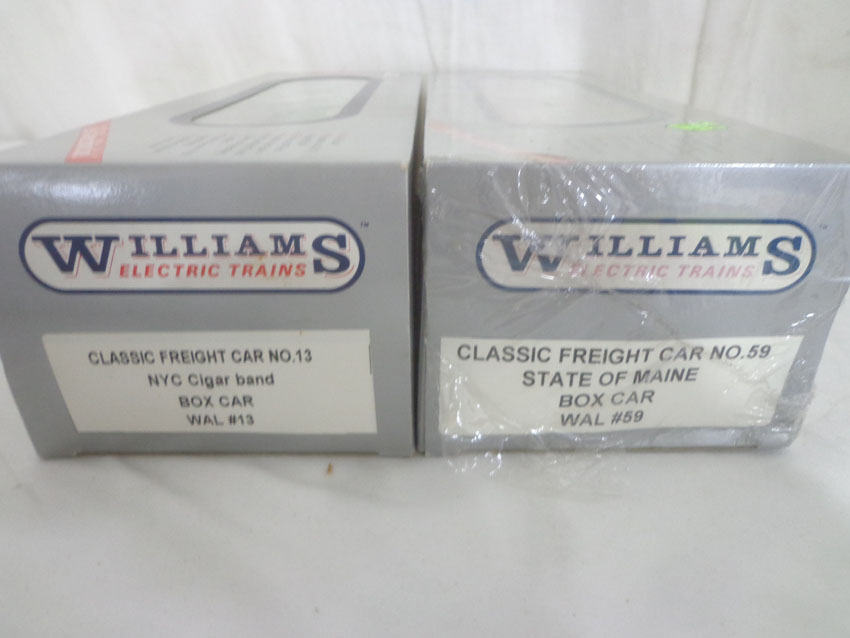 WILLIAMS™
ELECTRIC TRAINS
CLASSIC FREIGHT CAR NO.13
NYC Cigar band
BOX CAR
WAL #13
WILLIAMS
ELECTRIC TRAINS
CLASSIC FREIGHT CAR NO.59
STATE OF MAINE
BOX CAR
WAL #59